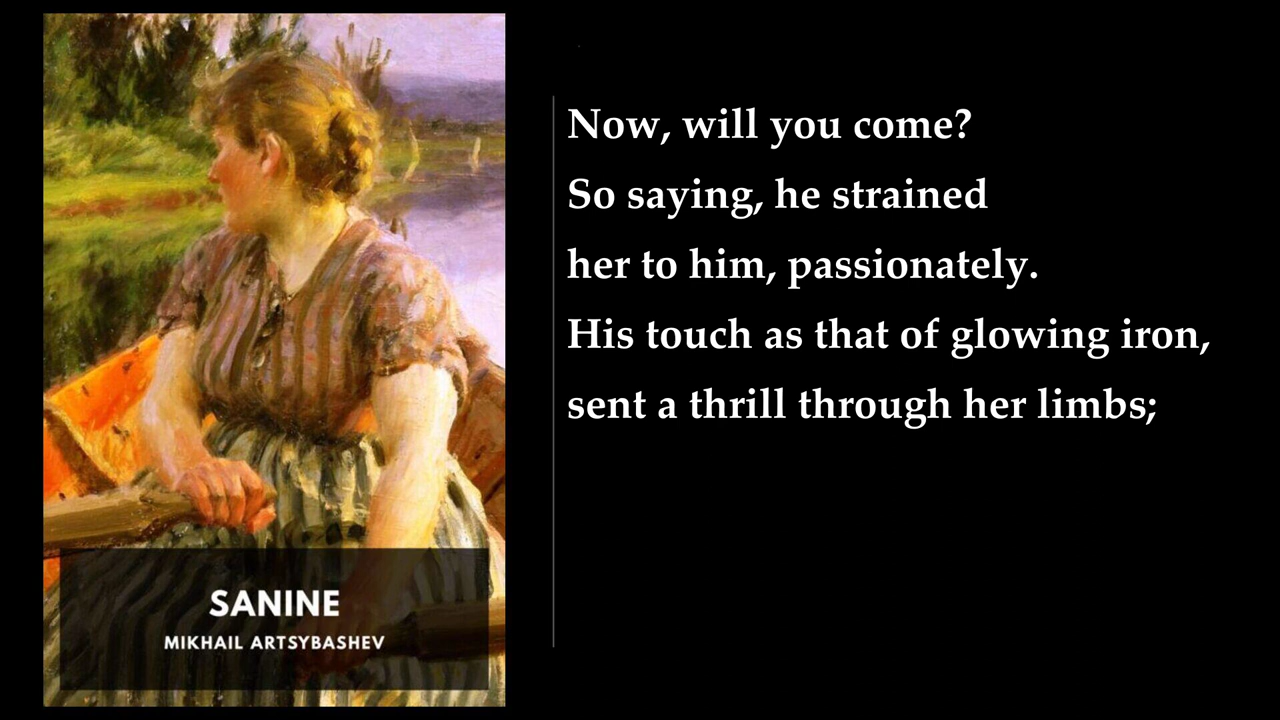 SANINE
MIKHAIL ARTSYBASHEV
Now, will you come?
So saying, he strained
her to him, passionately.
His touch as that of glowing iron,
sent a thrill through her limbs;